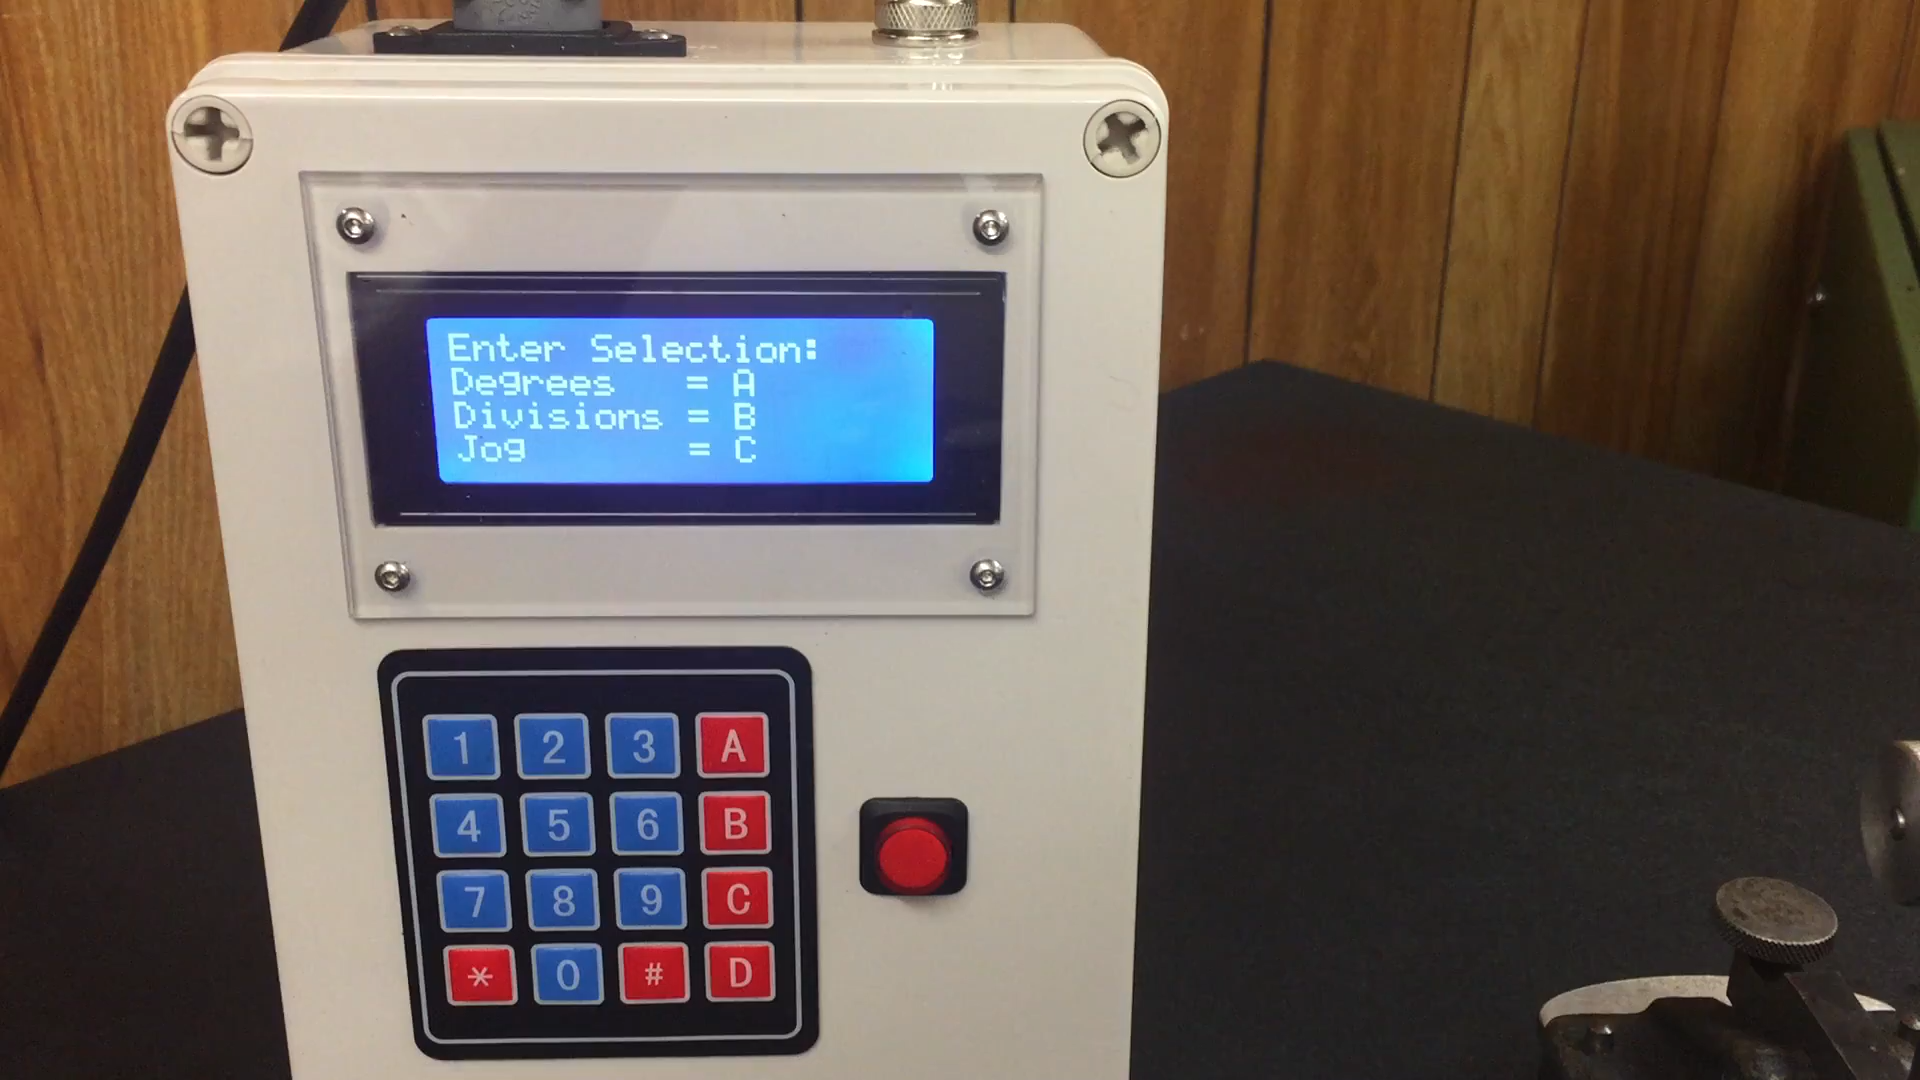 Enter Selection:
Degrees = A
Divisions = B
Jog = C
1 2 3 A
4 5 6 B
7 8 9 C
* 0 # D